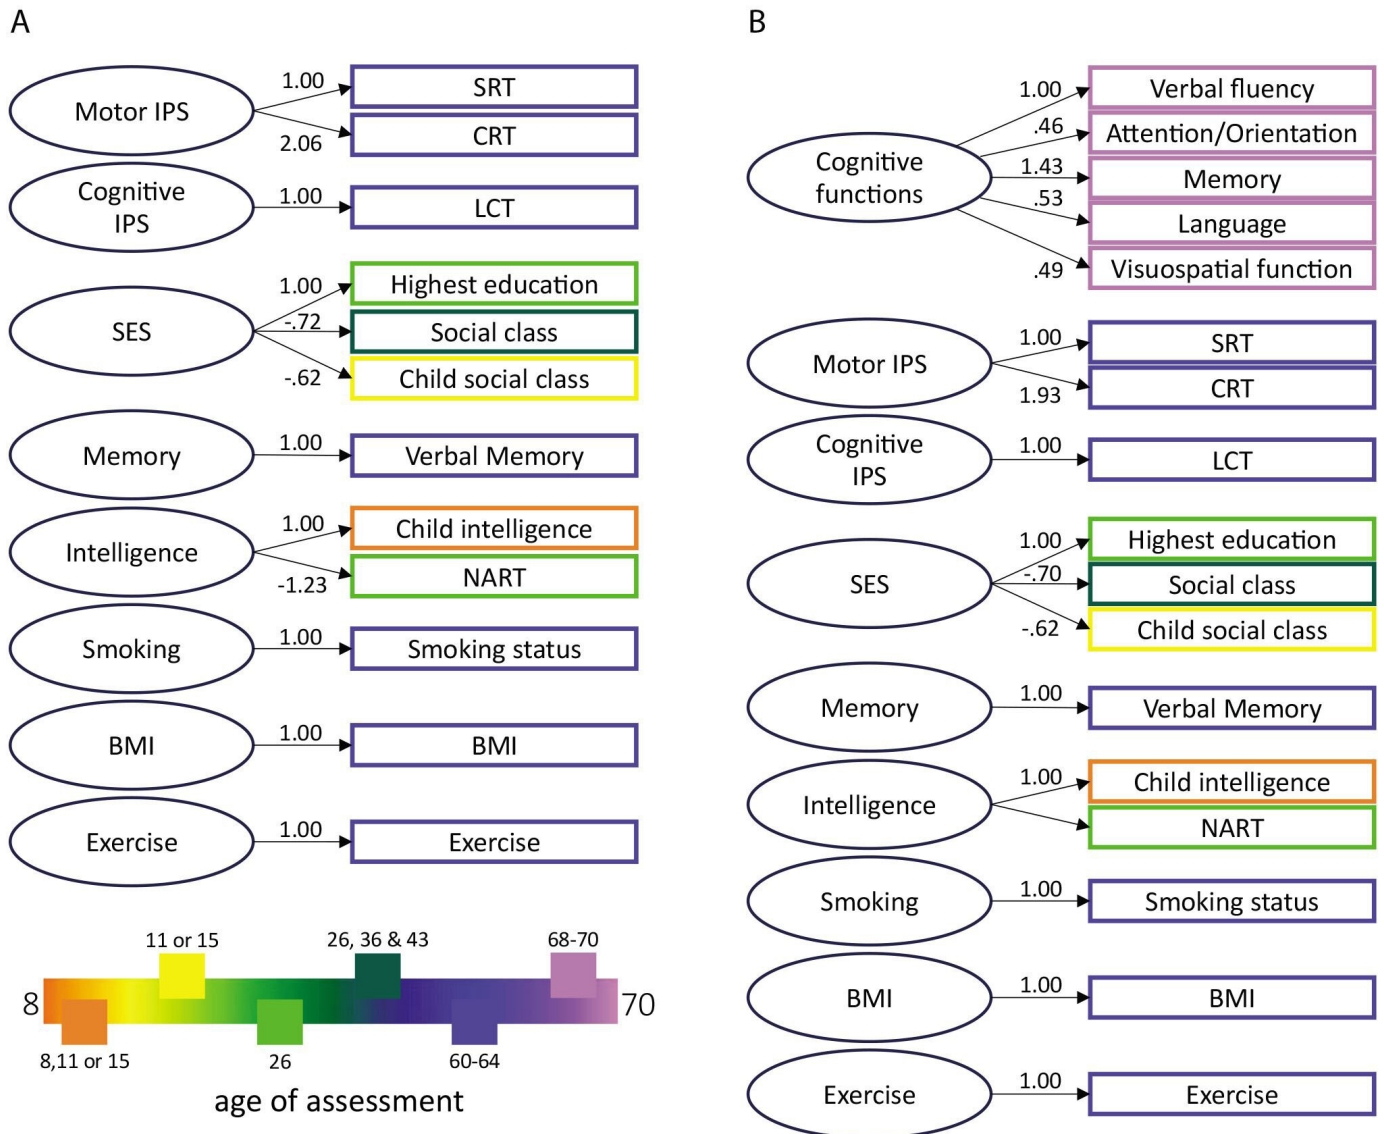 A
Motor IPS
1.00
SRT
2.06
CRT
Cognitive
IPS
1.00
LCT
SES
1.00
Highest education
-.72
Social class
-.62
Child social class
Memory
1.00
Verbal Memory
Intelligence
1.00
Child intelligence
-1.23
NART
Smoking
1.00
Smoking status
BMI
1.00
BMI
Exercise
1.00
Exercise
11 or 15
26, 36 & 43
68-70
8
70
8,11 or 15
26
60-64
age of assessment
B
Cognitive
functions
1.00
Verbal fluency
.46
Attention/Orientation
1.43
Memory
.53
Language
.49
Visuospatial function
Motor IPS
1.00
SRT
1.93
CRT
Cognitive
IPS
1.00
LCT
SES
1.00
Highest education
-.70
Social class
-.62
Child social class
Memory
1.00
Verbal Memory
Intelligence
1.00
Child intelligence
NART
Smoking
1.00
Smoking status
BMI
1.00
BMI
Exercise
1.00
Exercise